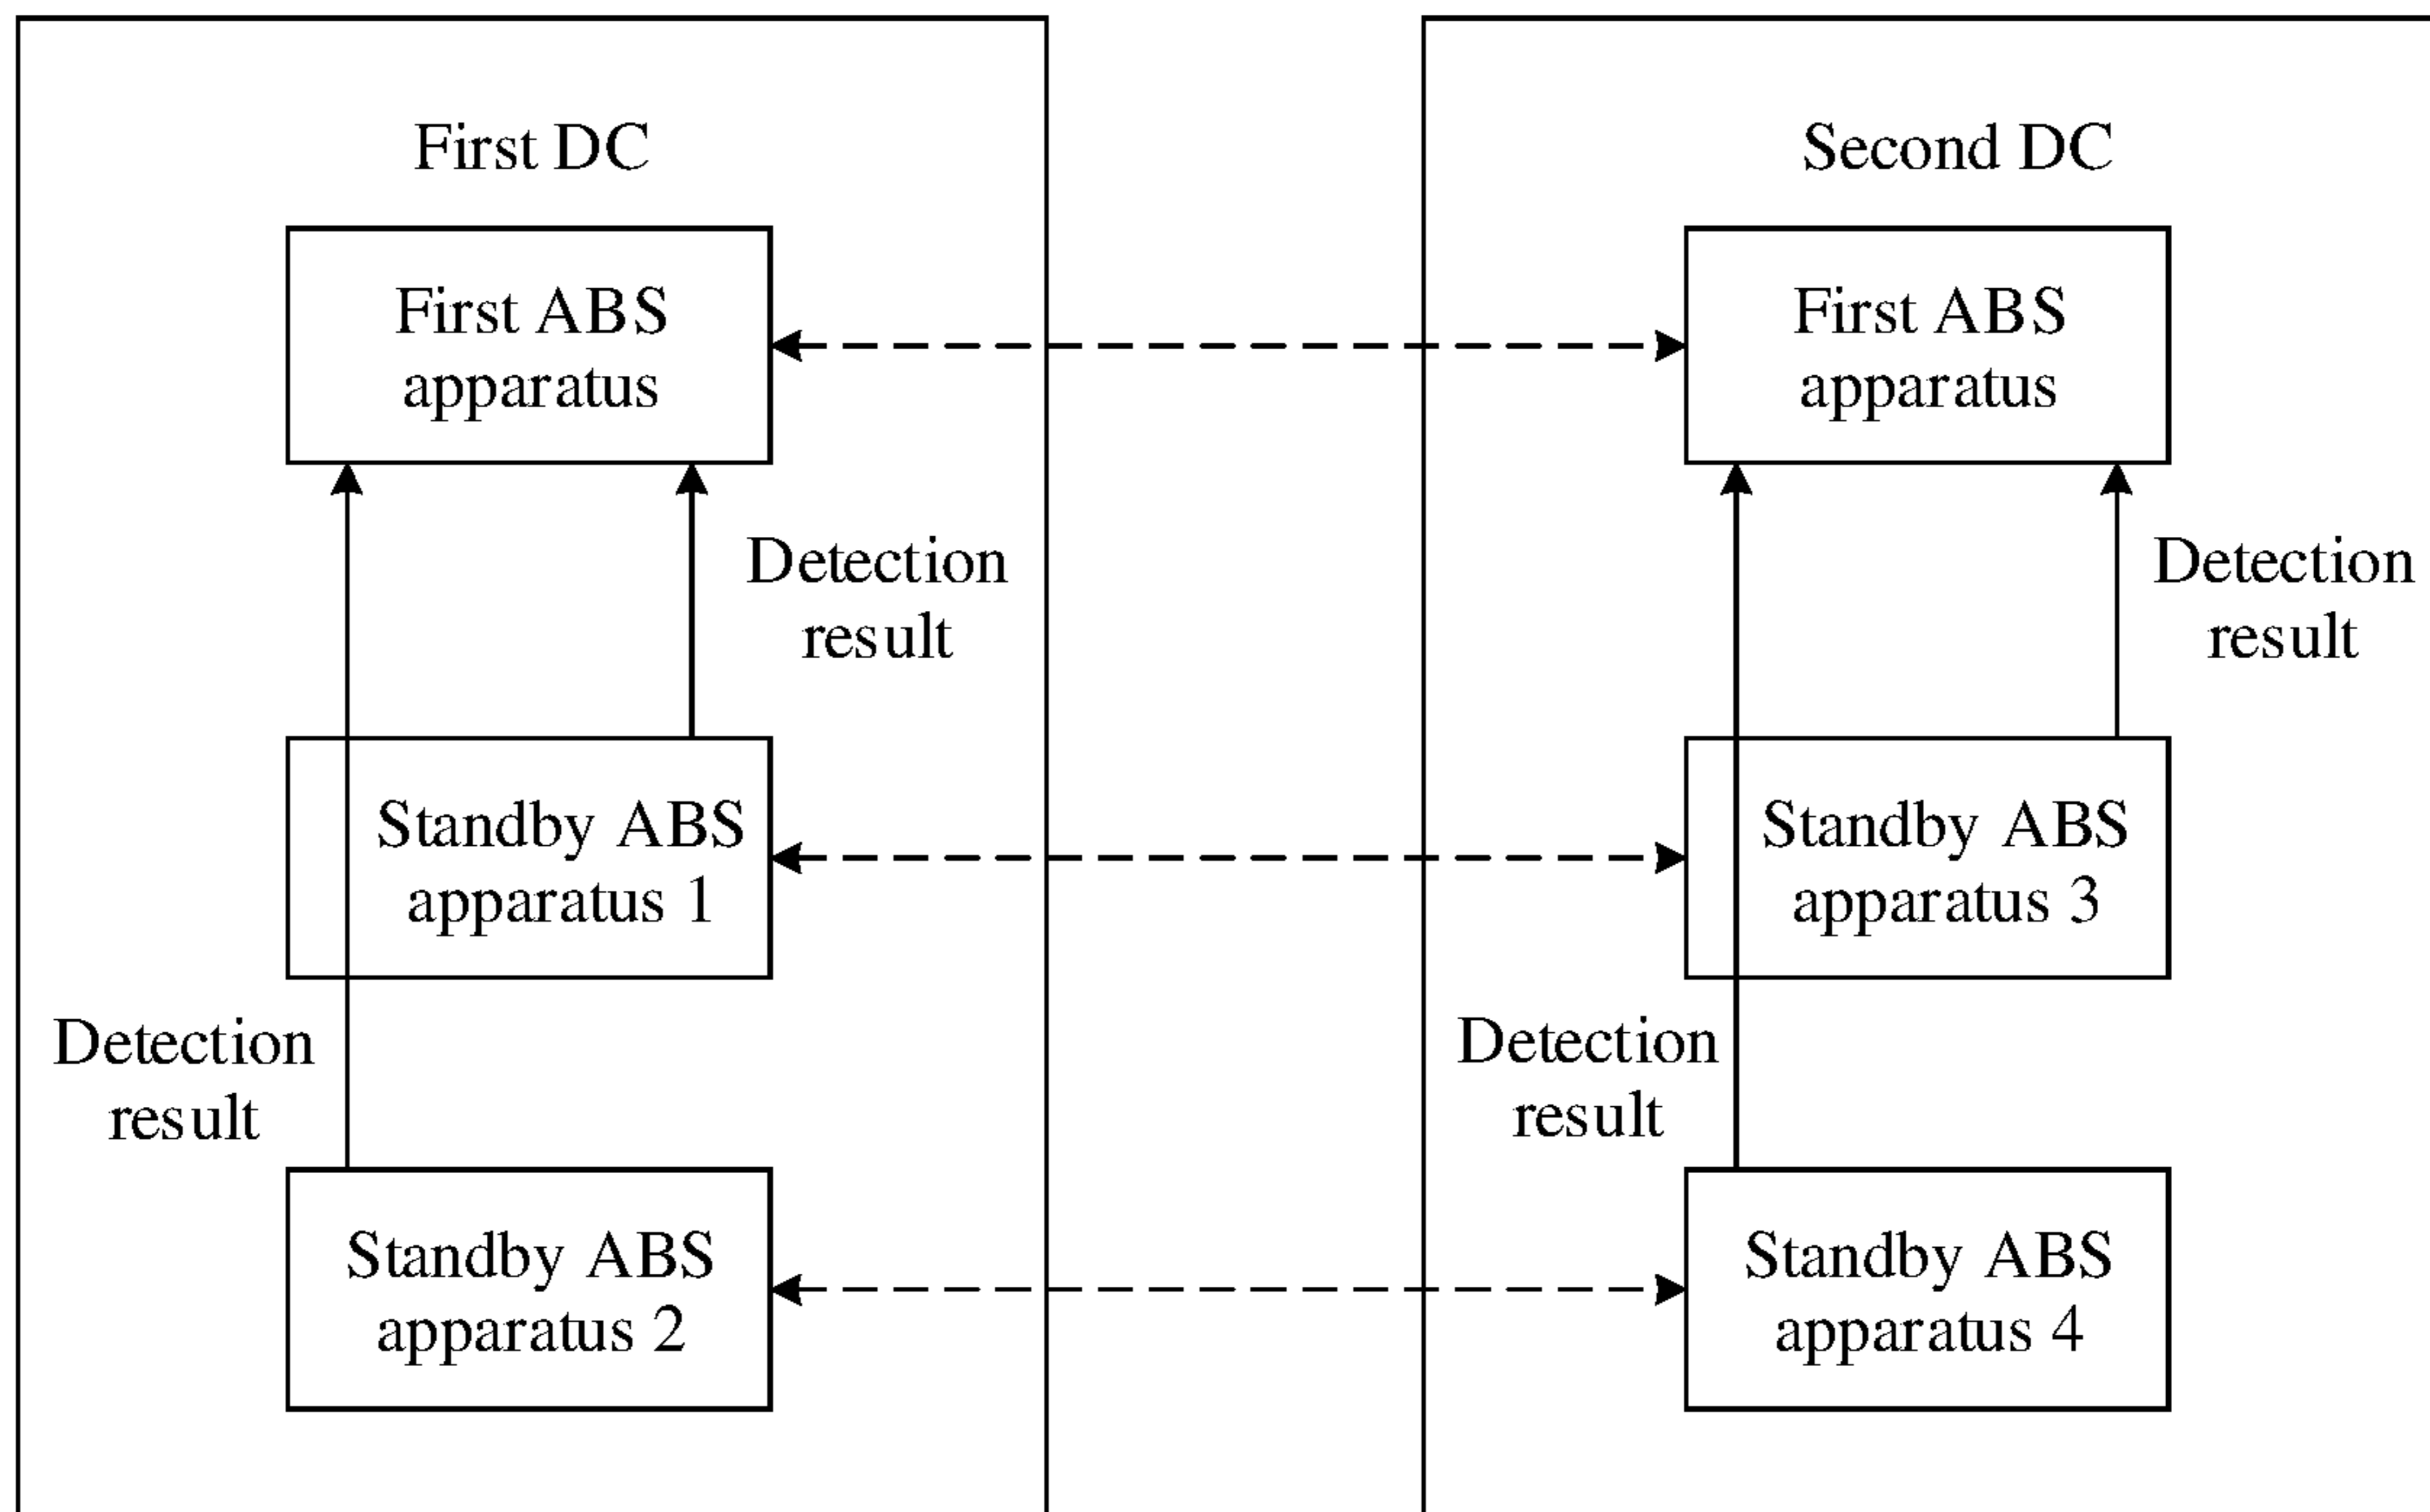 First DC
First ABS
apparatus
Detection
result
Standby ABS
apparatus 1
Detection
result
Standby ABS
apparatus 2
Second DC
First ABS
apparatus
Detection
result
Standby ABS
apparatus 3
Detection
result
Standby ABS
apparatus 4